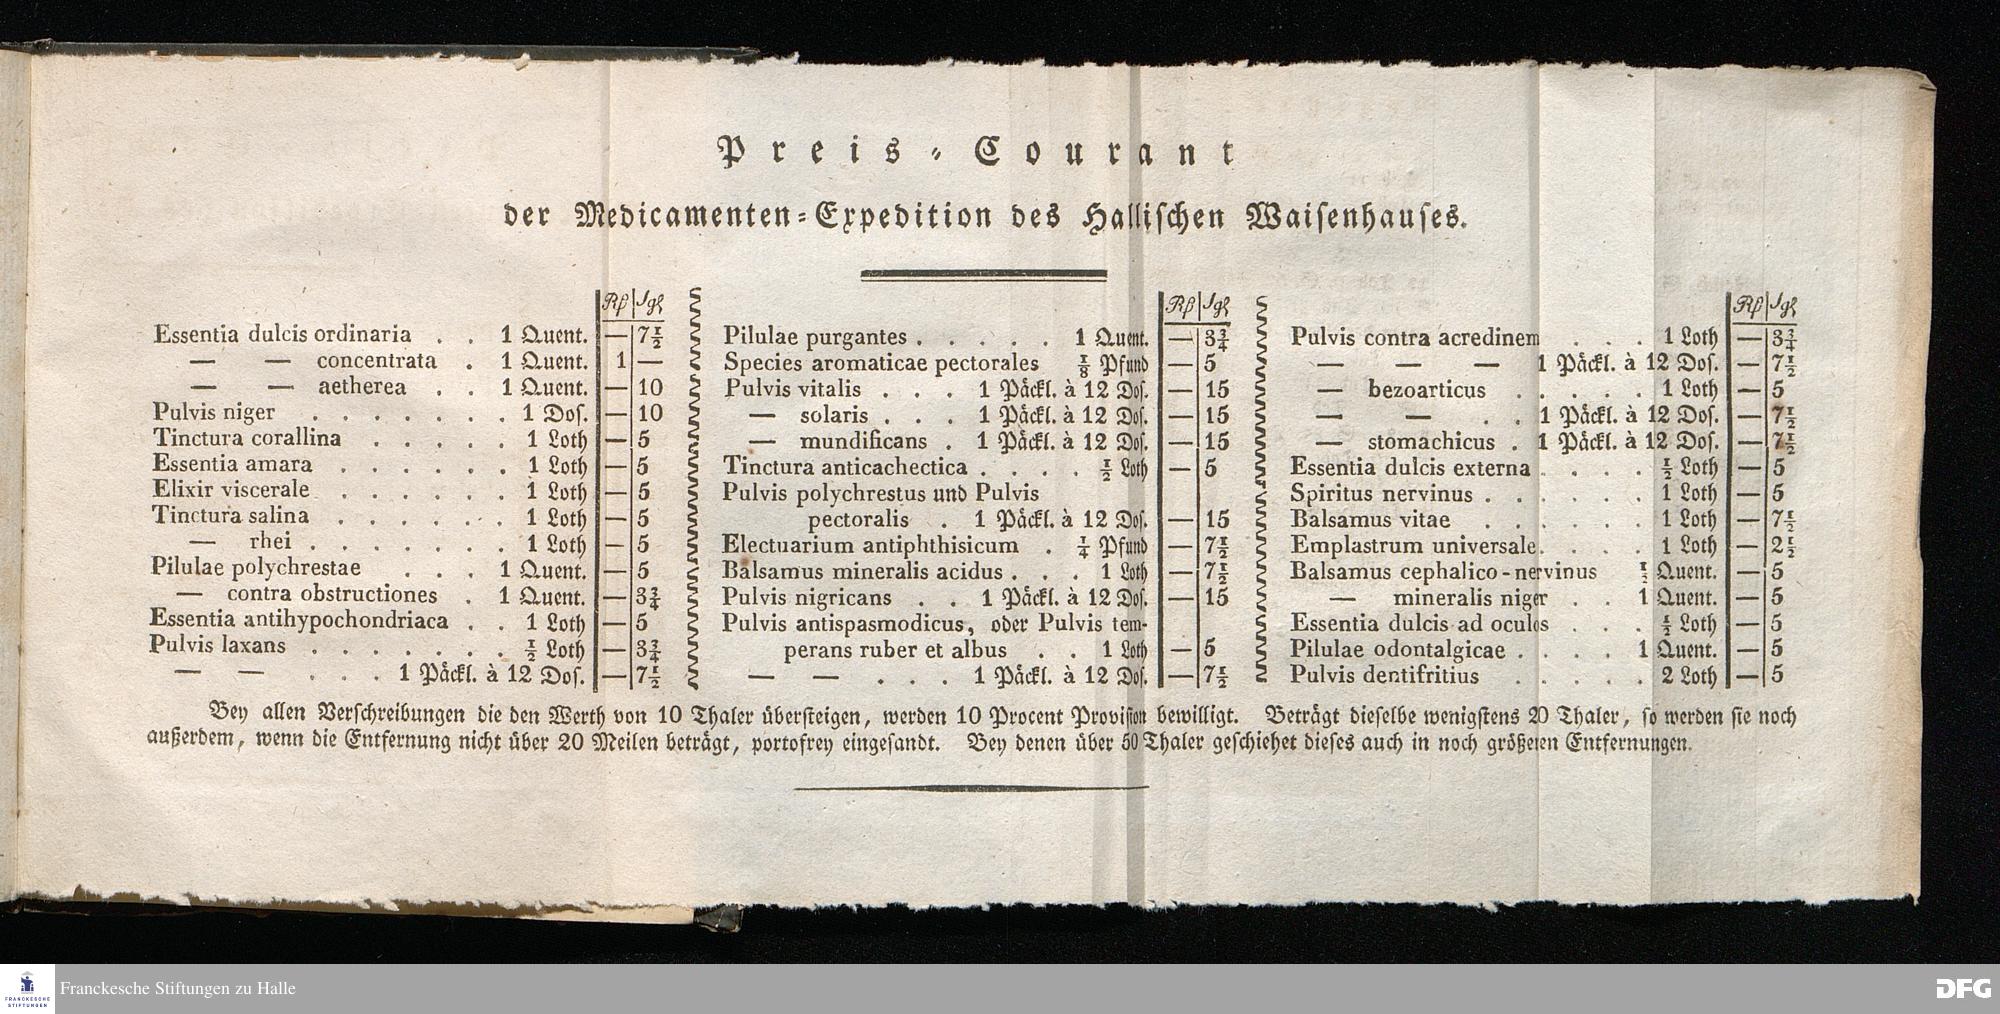 Preis-Courant
der Medicamenten-Expedition des Hallischen Waisenhauses.
Rß | Sgl
Essentia dulcis ordinaria . . 1 Quent. — 7½
— — concentrata . 1 Quent. 1 —
— — aetherea . . 1 Quent. — 10
Pulvis niger . . . . . . . 1 Dos. — 10
Tinctura corallina . . . . . 1 Loth — 5
Essentia amara . . . . . . 1 Loth — 5
Elixir viscerale . . . . . . 1 Loth — 5
Tinctura salina . . . . . . 1 Loth — 5
— rhei . . . . . . . 1 Loth — 5
Pilulae polychrestae . . . 1 Quent. — 5
— contra obstructiones . 1 Quent. — 3¾
Essentia antihypochondriaca . . 1 Loth — 5
Pulvis laxans . . . . . . . ½ Loth — 3¾
— — . . . 1 Päckl. à 12 Dos. — 7½
Rß | Sgl
Pilulae purgantes . . . . . 1 Quent. — 3¾
Species aromaticae pectorales ⅛ Pfund — 5
Pulvis vitalis . . . 1 Päckl. à 12 Dos. — 15
— solaris . . . 1 Päckl. à 12 Dos. — 15
— mundificans . 1 Päckl. à 12 Dos. — 15
Tinctura anticachectica . . . . ½ Loth — 5
Pulvis polychrestus und Pulvis
pectoralis . 1 Päckl. à 12 Dos. — 15
Electuarium antiphthisicum . ¼ Pfund — 7½
Balsamus mineralis acidus . . . 1 Loth — 7½
Pulvis nigricans . . 1 Päckl. à 12 Dos. — 15
Pulvis antispasmodicus, oder Pulvis tem-
perans ruber et albus . . 1 Loth — 5
— — . . . 1 Päckl. à 12 Dos. — 7½
Rß | Sgl
Pulvis contra acredinem . . . 1 Loth — 3¾
— — — 1 Päckl. à 12 Dos. — 7½
— bezoarticus . . . . . 1 Loth — 5
— — . . 1 Päckl. à 12 Dos. — 7½
— stomachicus . 1 Päckl. à 12 Dos. — 7½
Essentia dulcis externa . . . . ½ Loth — 5
Spiritus nervinus . . . . . . 1 Loth — 5
Balsamus vitae . . . . . . 1 Loth — 7½
Emplastrum universale . . . . 1 Loth — 2½
Balsamus cephalico-nervinus ½ Quent. — 5
— mineralis niger . . 1 Quent. — 5
Essentia dulcis ad oculos . . . ½ Loth — 5
Pilulae odontalgicae . . . . 1 Quent. — 5
Pulvis dentifritius . . . . . 2 Loth — 5
Bey allen Verschreibungen die den Werth von 10 Thaler übersteigen, werden 10 Procent Provision bewilligt. Beträgt dieselbe wenigstens 20 Thaler, so werden sie noch
außerdem, wenn die Entfernung nicht über 20 Meilen beträgt, portofrey eingesandt. Bey denen über 50 Thaler geschiehet dieses auch in noch größeren Entfernungen.
FRANCKESCHE
STIFTUNGEN
Franckesche Stiftungen zu Halle
DFG